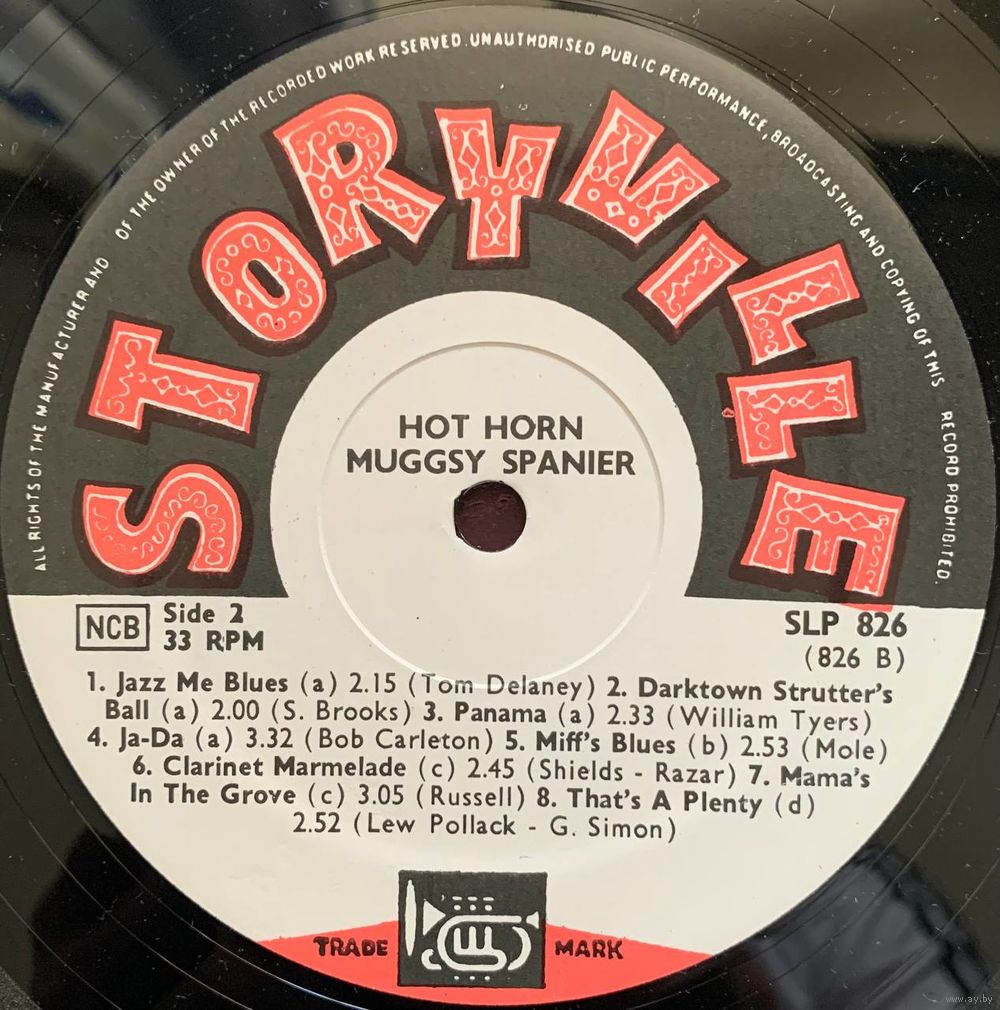 ALL RIGHTS OF THE MANUFACTURER AND OF THE OWNER OF THE RECORDED WORK RESERVED. UNAUTHORISED PUBLIC PERFORMANCE, BROADCASTING AND COPYING OF THIS RECORD PROHIBITED.
STORYVILLE
HOT HORN
MUGGSY SPANIER
NCB
Side 2
33 RPM
SLP 826
(826 B)
1. Jazz Me Blues (a) 2.15 (Tom Delaney) 2. Darktown Strutter's
Ball (a) 2.00 (S. Brooks) 3. Panama (a) 2.33 (William Tyers)
4. Ja-Da (a) 3.32 (Bob Carleton) 5. Miff's Blues (b) 2.53 (Mole)
6. Clarinet Marmelade (c) 2.45 (Shields - Razar) 7. Mama's
In The Grove (c) 3.05 (Russell) 8. That's A Plenty (d)
2.52 (Lew Pollack - G. Simon)
TRADE MARK
www.ay.by